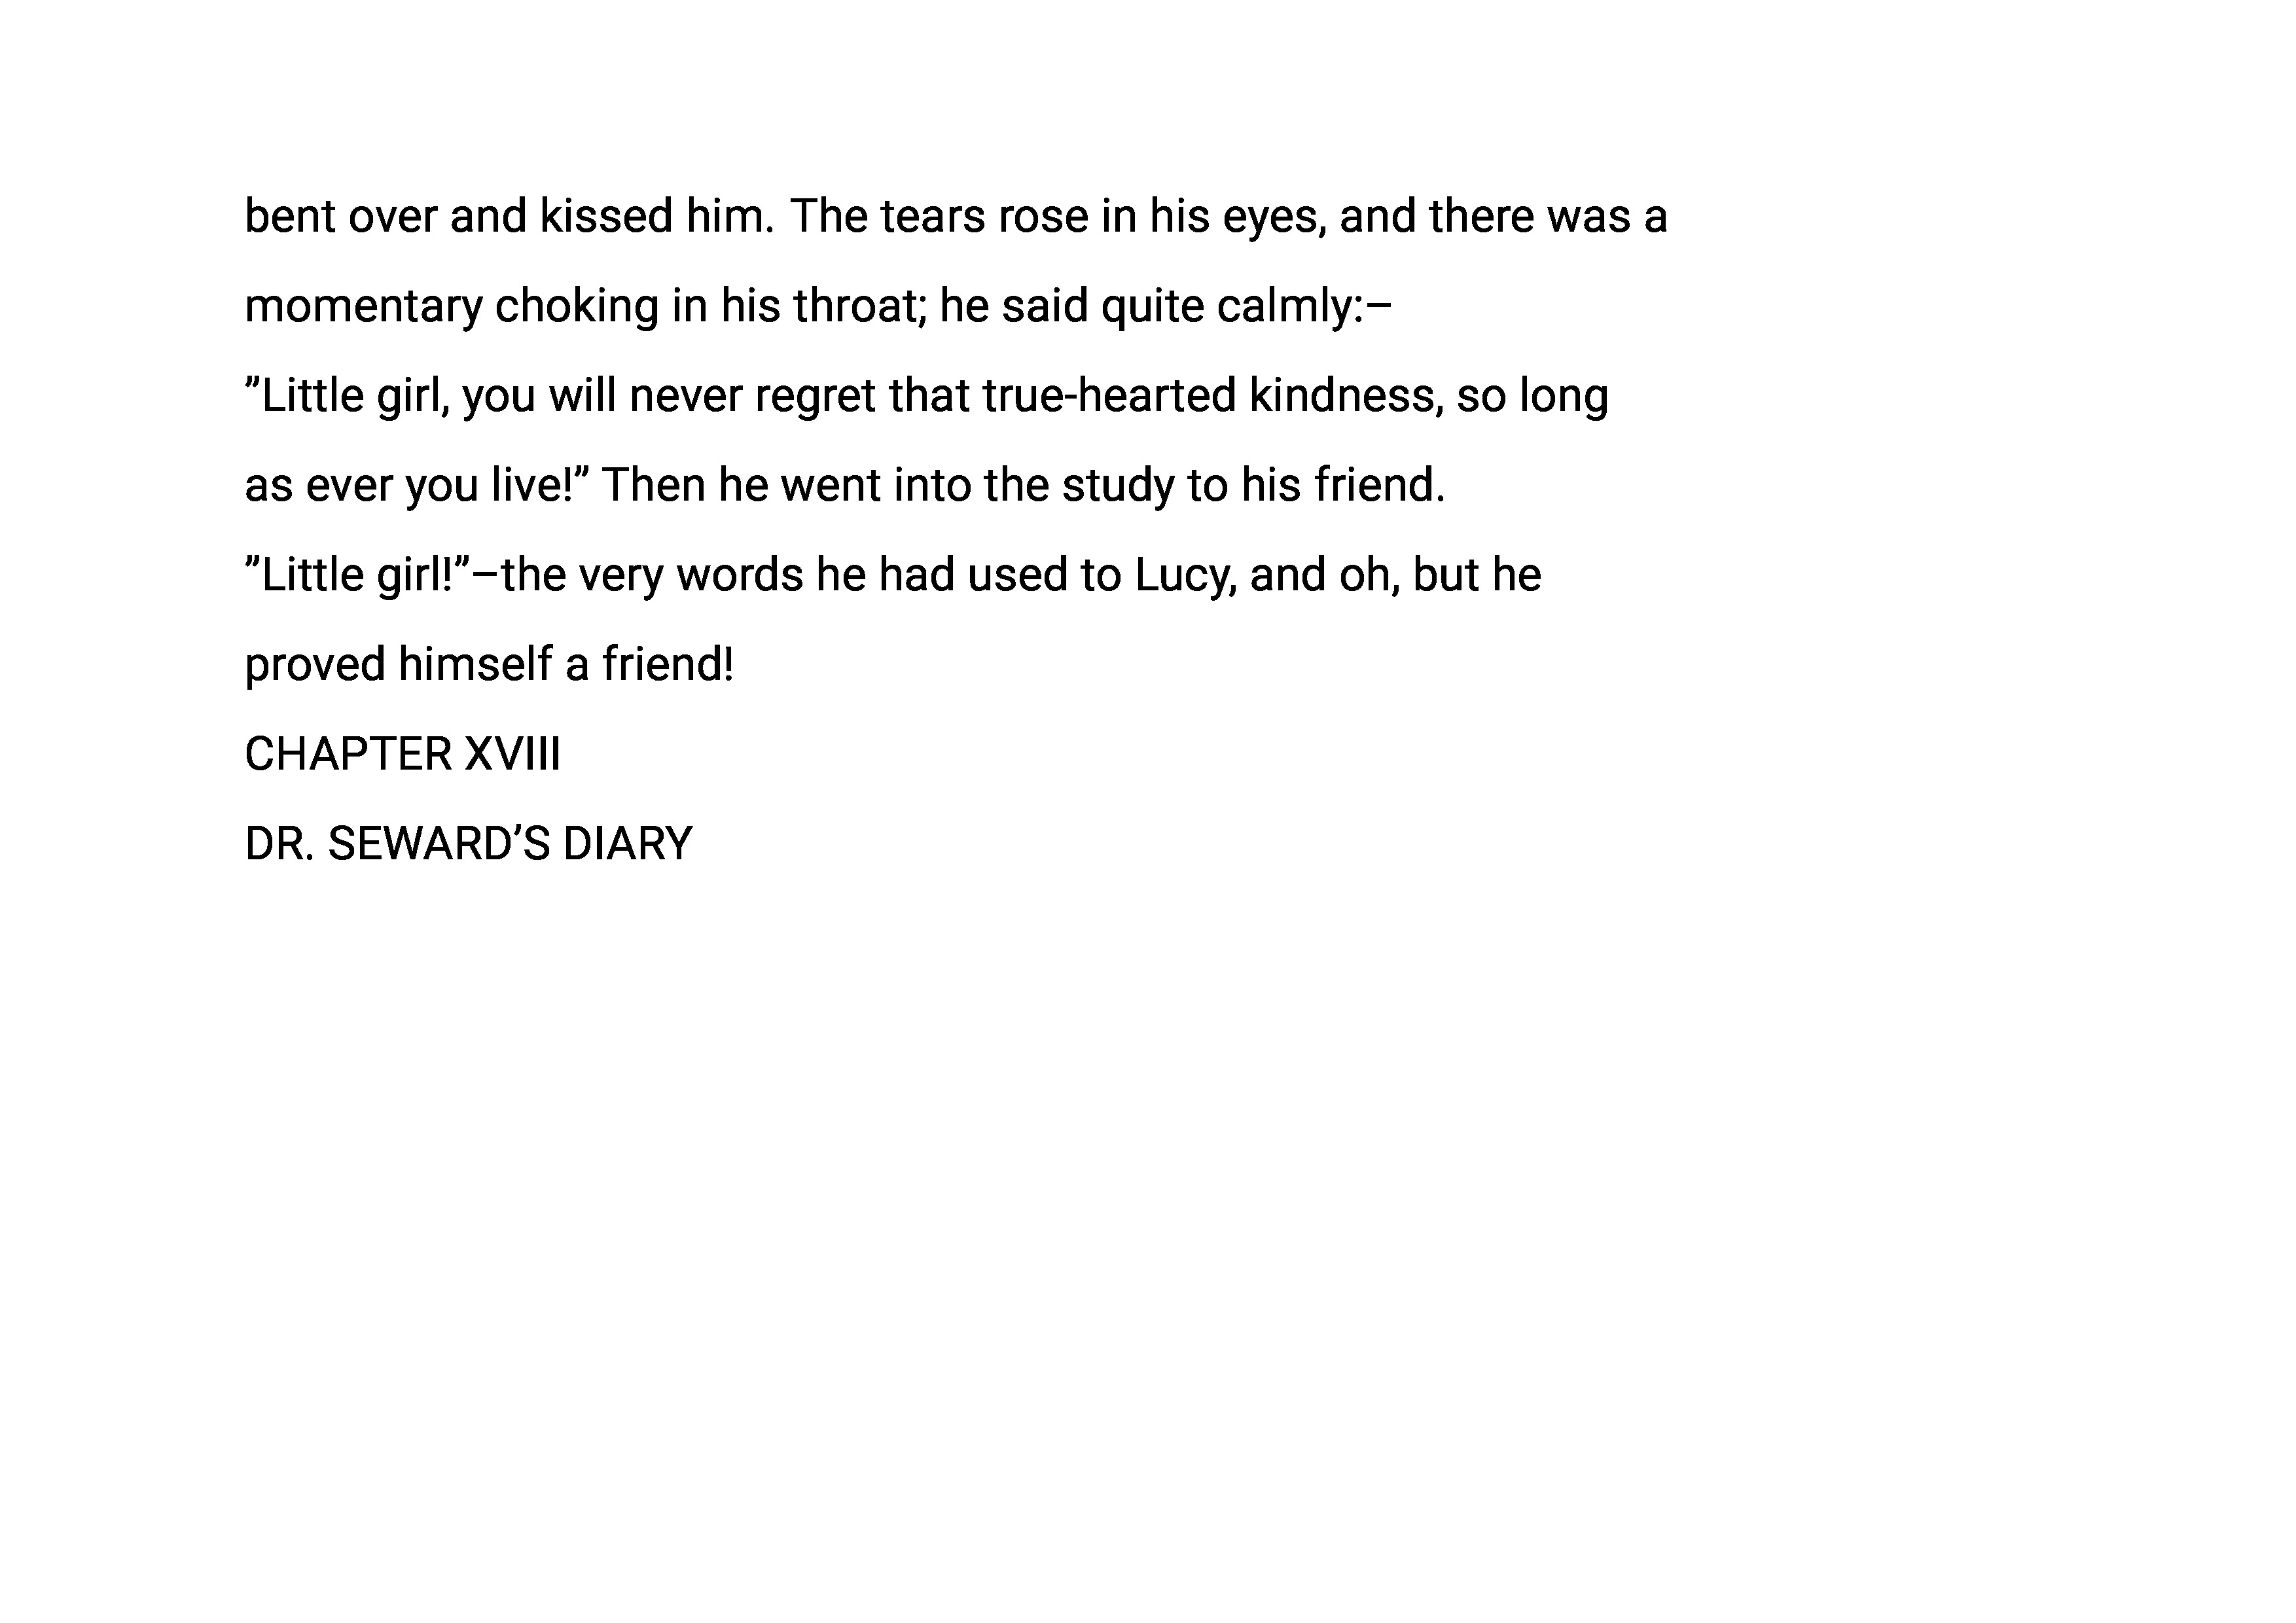 bent over and kissed him. The tears rose in his eyes, and there was a
momentary choking in his throat; he said quite calmly:–
”Little girl, you will never regret that true-hearted kindness, so long
as ever you live!” Then he went into the study to his friend.
”Little girl!”–the very words he had used to Lucy, and oh, but he
proved himself a friend!
CHAPTER XVIII
DR. SEWARD’S DIARY